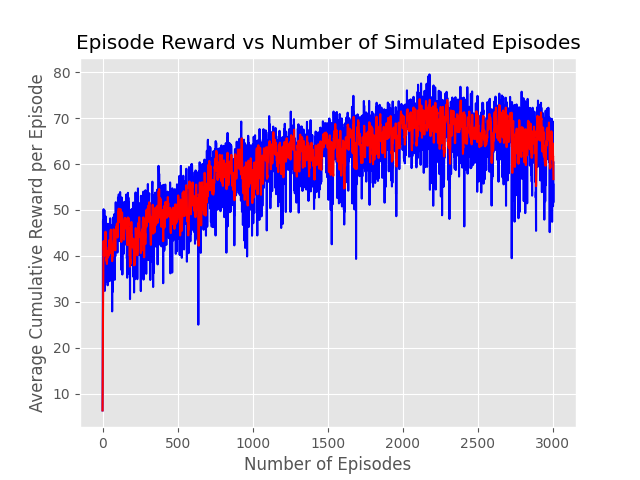 Episode Reward vs Number of Simulated Episodes
Average Cumulative Reward per Episode
80
70
60
50
40
30
20
10
0 500 1000 1500 2000 2500 3000
Number of Episodes